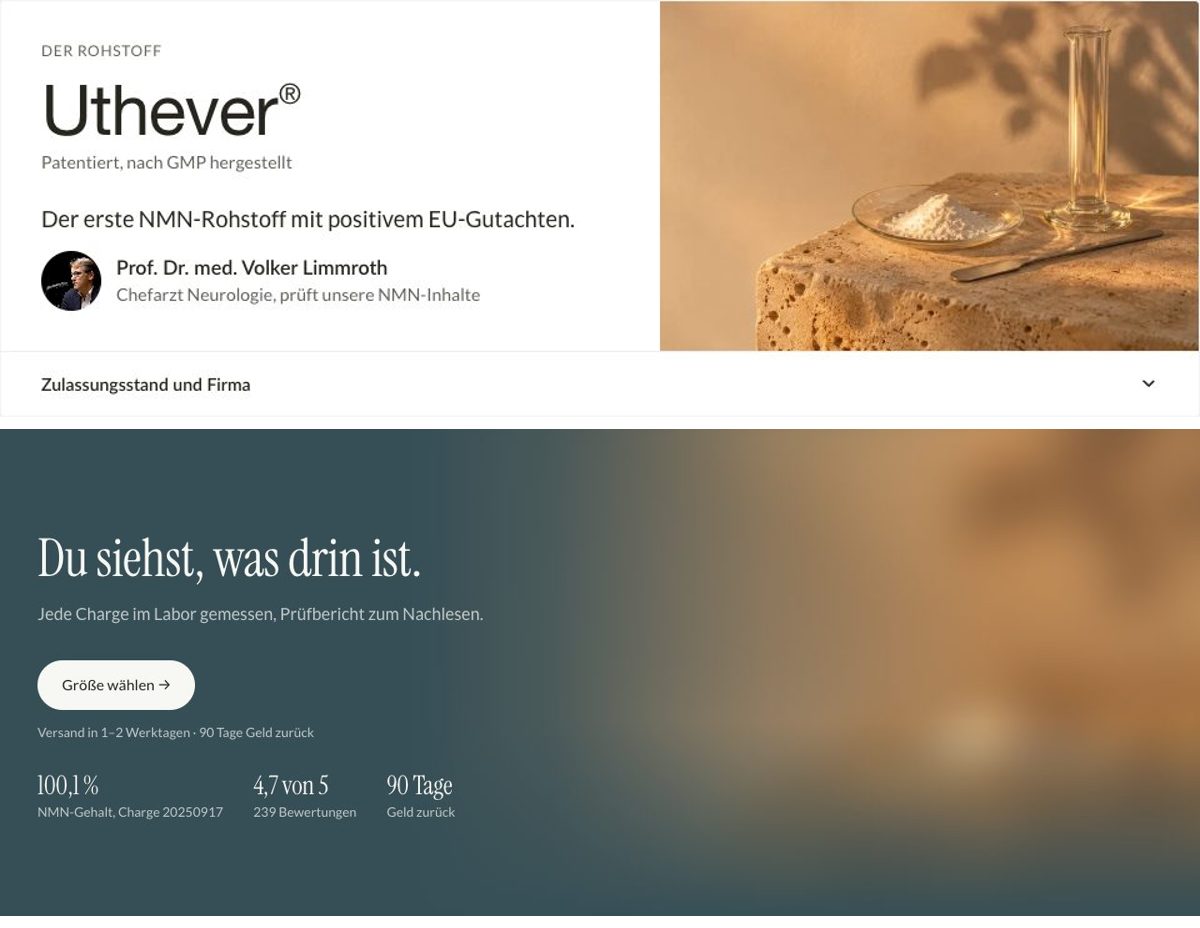 DER ROHSTOFF
Uthever®
Patentiert, nach GMP hergestellt
Der erste NMN-Rohstoff mit positivem EU-Gutachten.
Prof. Dr. med. Volker Limmroth
Chefarzt Neurologie, prüft unsere NMN-Inhalte
Zulassungsstand und Firma
Du siehst, was drin ist.
Jede Charge im Labor gemessen, Prüfbericht zum Nachlesen.
Größe wählen →
Versand in 1–2 Werktagen · 90 Tage Geld zurück
100,1 %
NMN-Gehalt, Charge 20250917
4,7 von 5
239 Bewertungen
90 Tage
Geld zurück